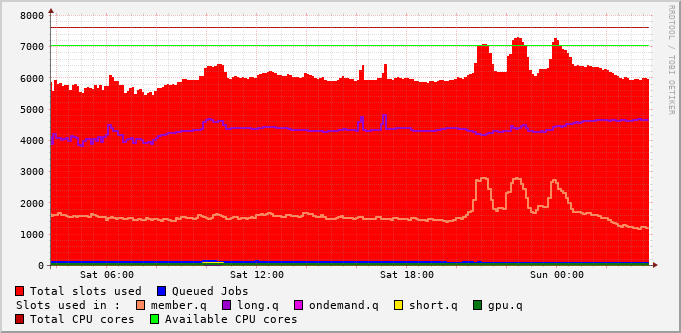 8000
7000
6000
5000
4000
3000
2000
1000
0
Sat 06:00 Sat 12:00 Sat 18:00 Sun 00:00
RRDTOOL / TOBI OETIKER
Total slots used Queued Jobs
Slots used in : member.q long.q ondemand.q short.q gpu.q
Total CPU cores Available CPU cores